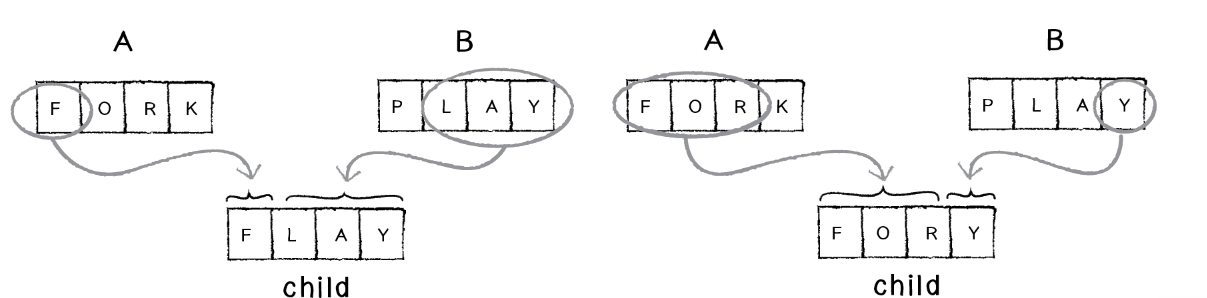 A B A B
F O R K P L A Y F O R K P L A Y
F L A Y F O R Y
child child